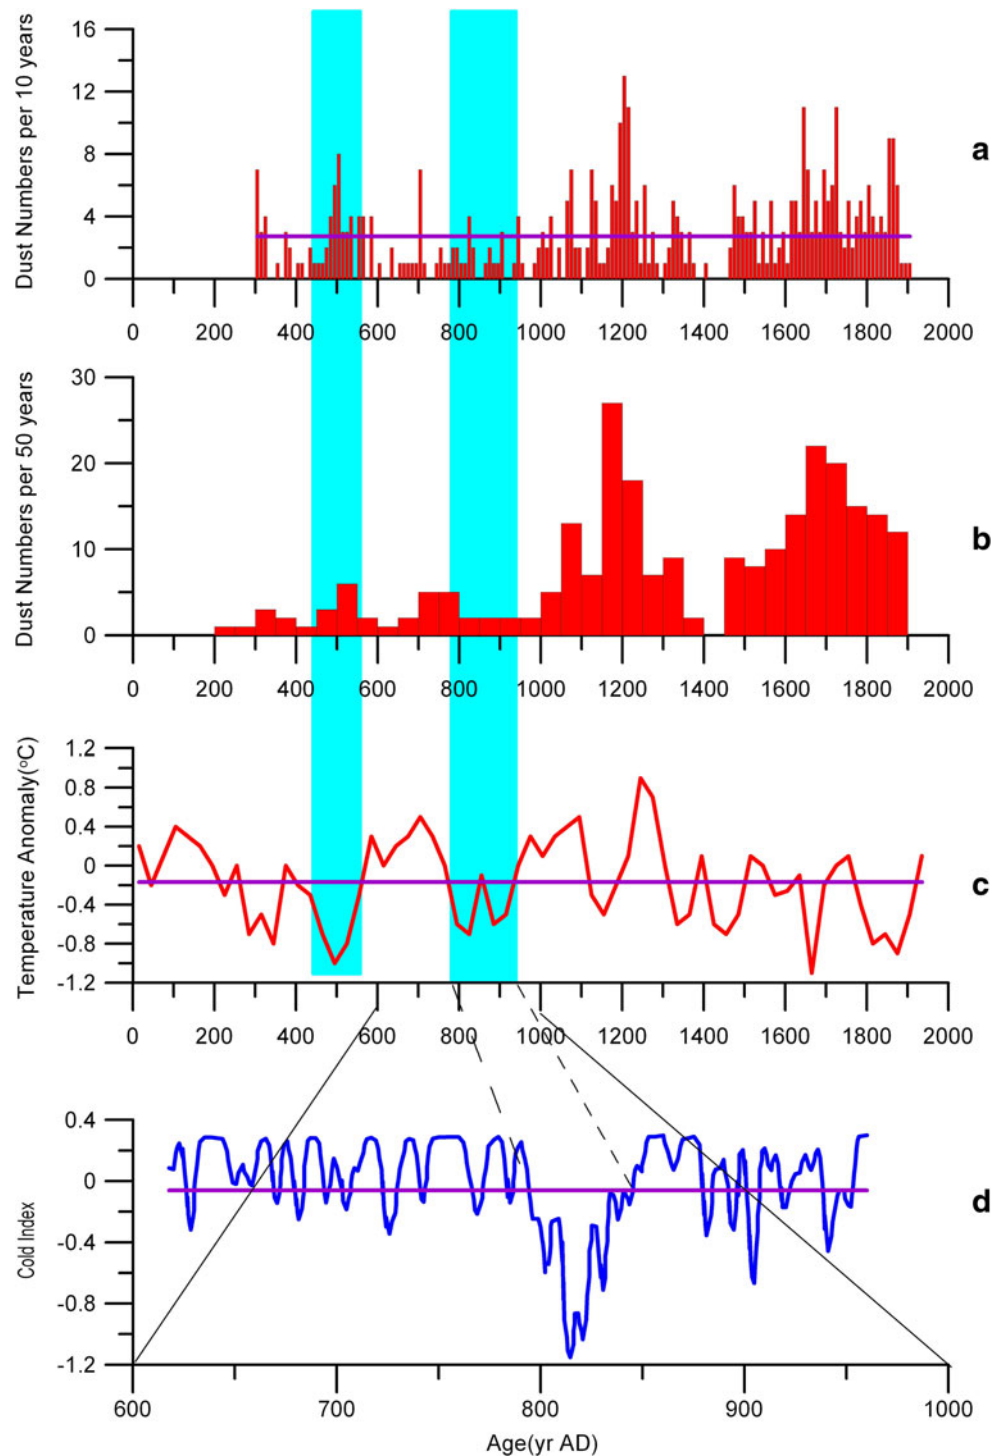 Dust Numbers per 10 years
16
12
8
4
0
a
0 200 400 600 800 1000 1200 1400 1600 1800 2000
Dust Numbers per 50 years
30
20
10
0
b
0 200 400 600 800 1000 1200 1400 1600 1800 2000
Temperature Anomaly(°C)
1.2
0.8
0.4
0
-0.4
-0.8
-1.2
c
0 200 400 600 800 1000 1200 1400 1600 1800 2000
Cold Index
0.4
0
-0.4
-0.8
-1.2
d
600 700 800 900 1000
Age(yr AD)